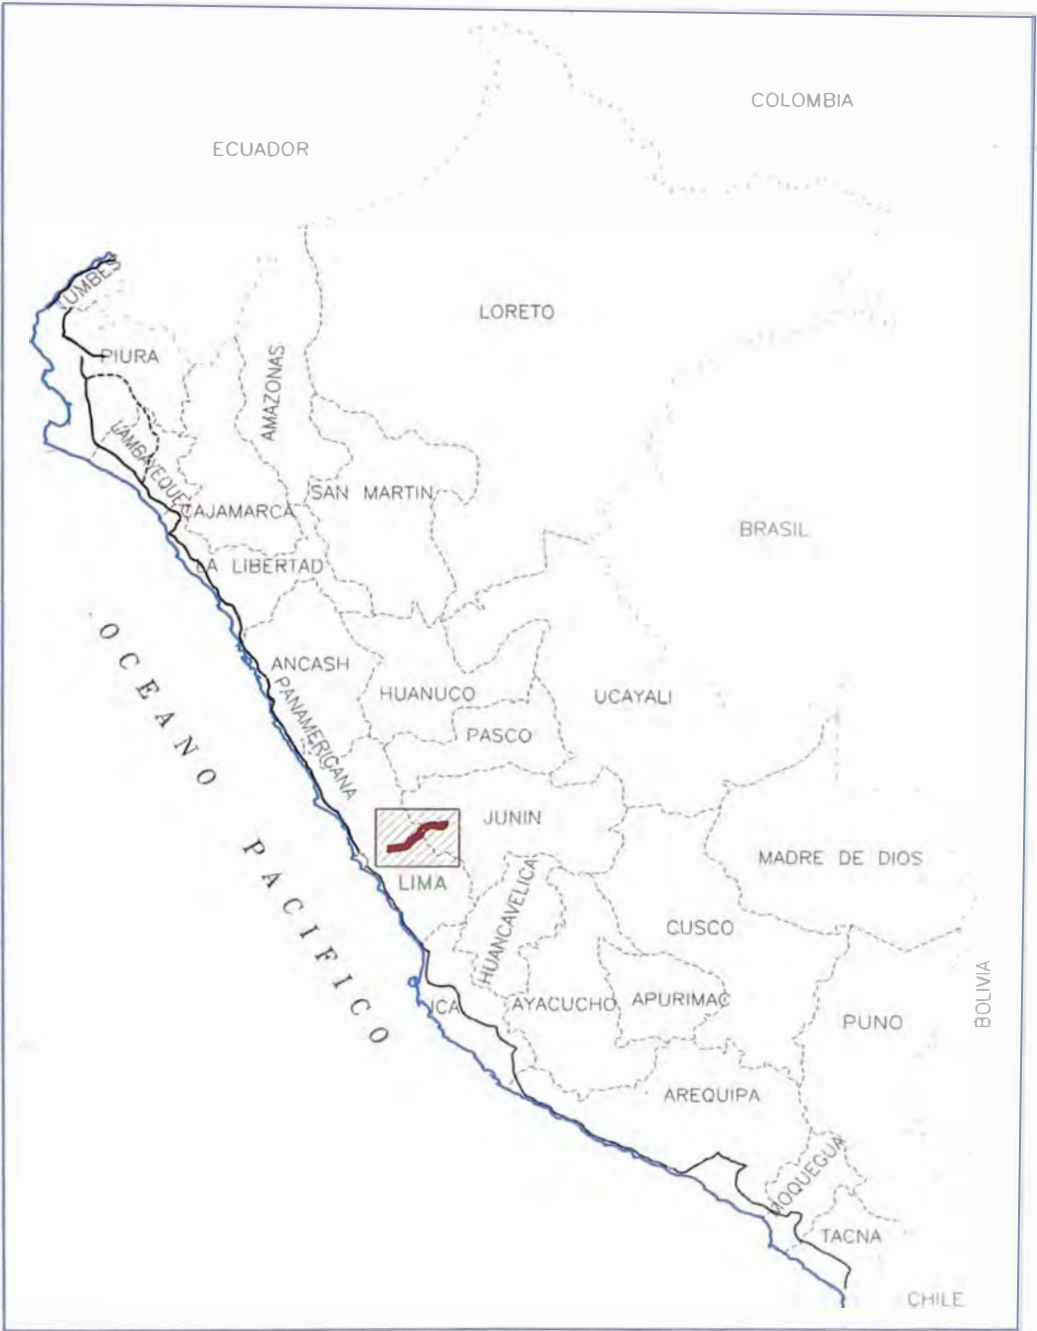 COLOMBIA
ECUADOR
TUMBES
LORETO
PIURA
AMAZONAS
LAMBAYEQUE
SAN MARTIN
CAJAMARCA
BRASIL
LA LIBERTAD
OCEANO PACIFICO
ANCASH
HUANUCO
UCAYALI
PANAMERICANA
PASCO
JUNIN
MADRE DE DIOS
LIMA
HUANCAVELICA
CUSCO
BOLIVIA
ICA
AYACUCHO
APURIMAC
PUNO
AREQUIPA
MOQUEGUA
TACNA
CHILE